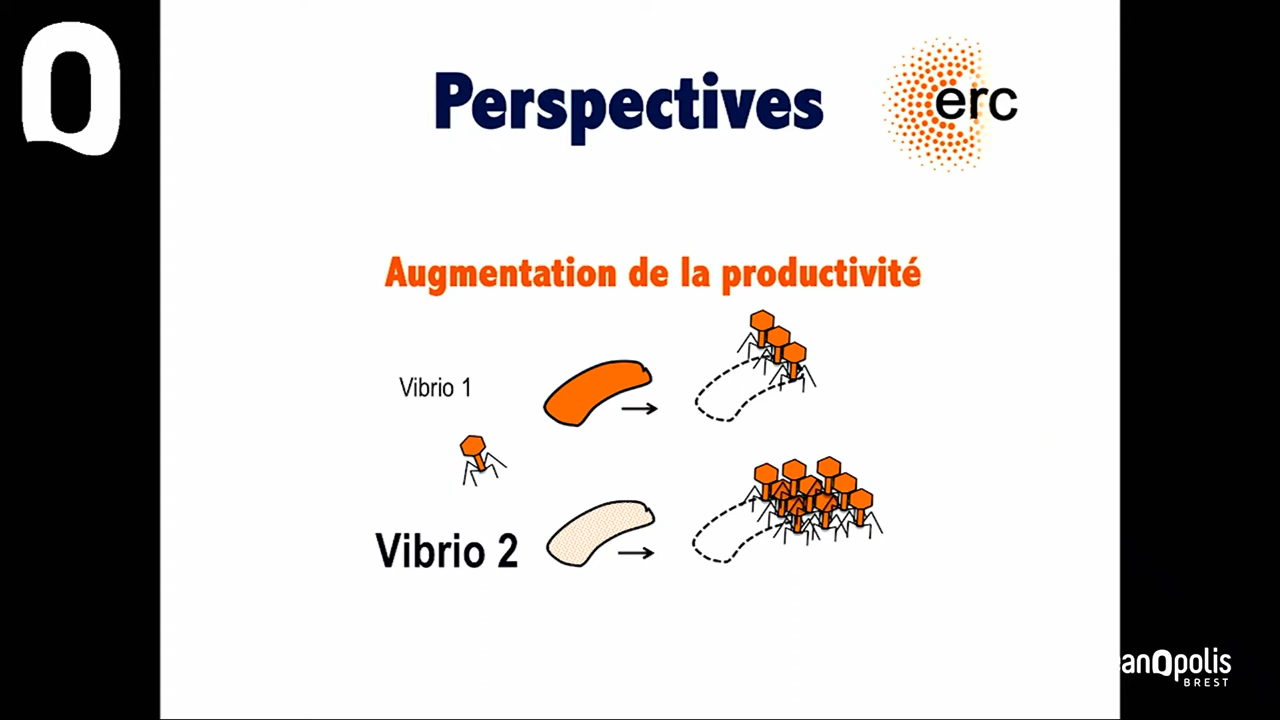 Perspectives
erc
Augmentation de la productivité
Vibrio 1
Vibrio 2
anOpolis
BREST